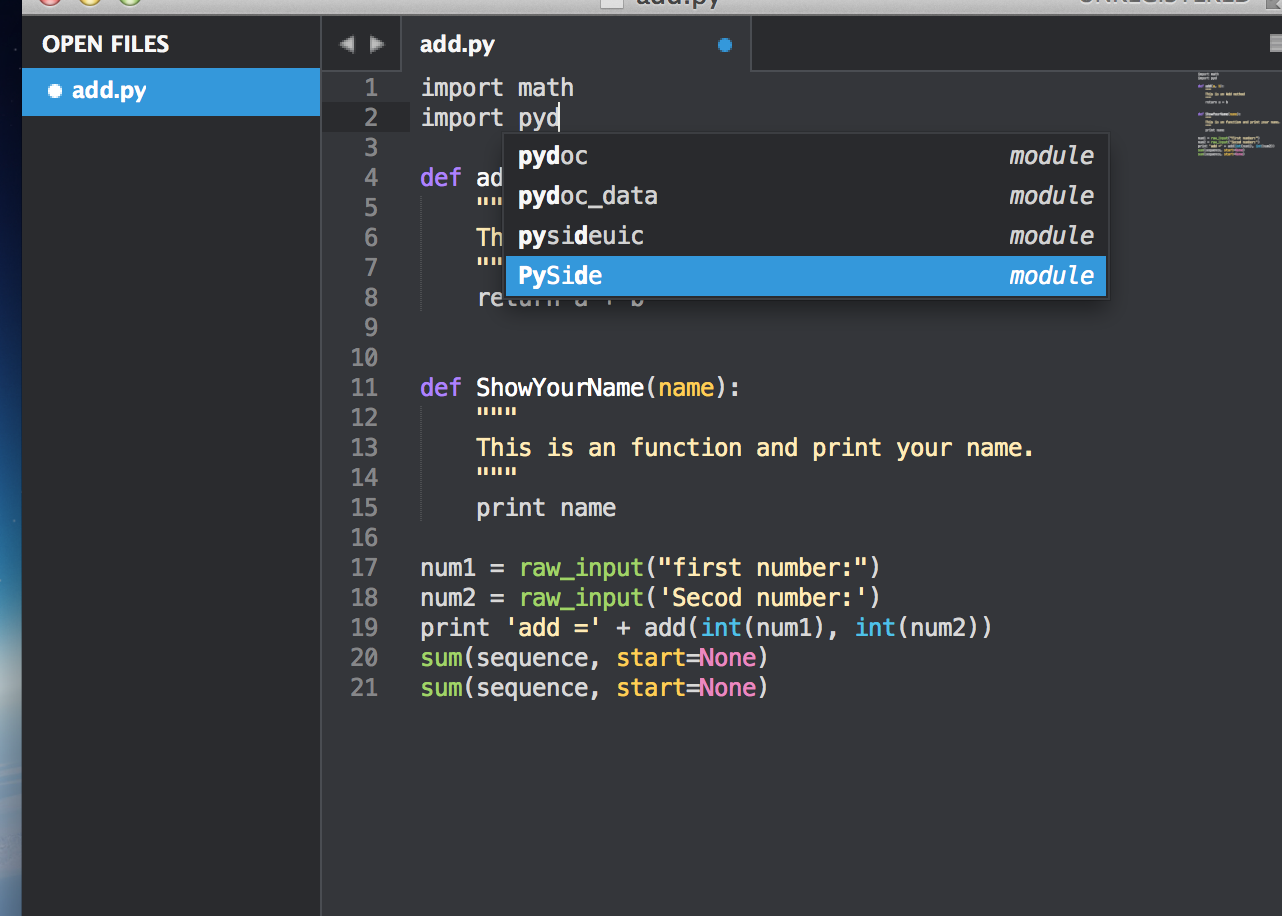 add.py
UNREGISTERED
OPEN FILES
add.py
add.py
1 import math
2 import pyd
pydoc module
pydoc_data module
pysideuic module
PySide module
3
4 def ad
5 """
6 Th
7 """
8 return a + b
9
10
11 def ShowYourName(name):
12 """
13 This is an function and print your name.
14 """
15 print name
16
17 num1 = raw_input("first number:")
18 num2 = raw_input('Secod number:')
19 print 'add =' + add(int(num1), int(num2))
20 sum(sequence, start=None)
21 sum(sequence, start=None)